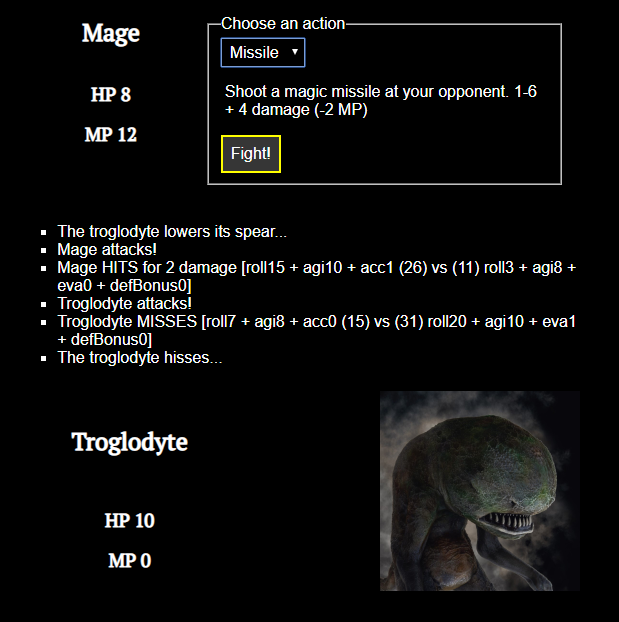 Mage
Choose an action
Missile
HP 8
Shoot a magic missile at your opponent. 1-6
+ 4 damage (-2 MP)
MP 12
Fight!
The troglodyte lowers its spear...
Mage attacks!
Mage HITS for 2 damage [roll15 + agi10 + acc1 (26) vs (11) roll3 + agi8 +
eva0 + defBonus0]
Troglodyte attacks!
Troglodyte MISSES [roll7 + agi8 + acc0 (15) vs (31) roll20 + agi10 + eva1
+ defBonus0]
The troglodyte hisses...
Troglodyte
HP 10
MP 0